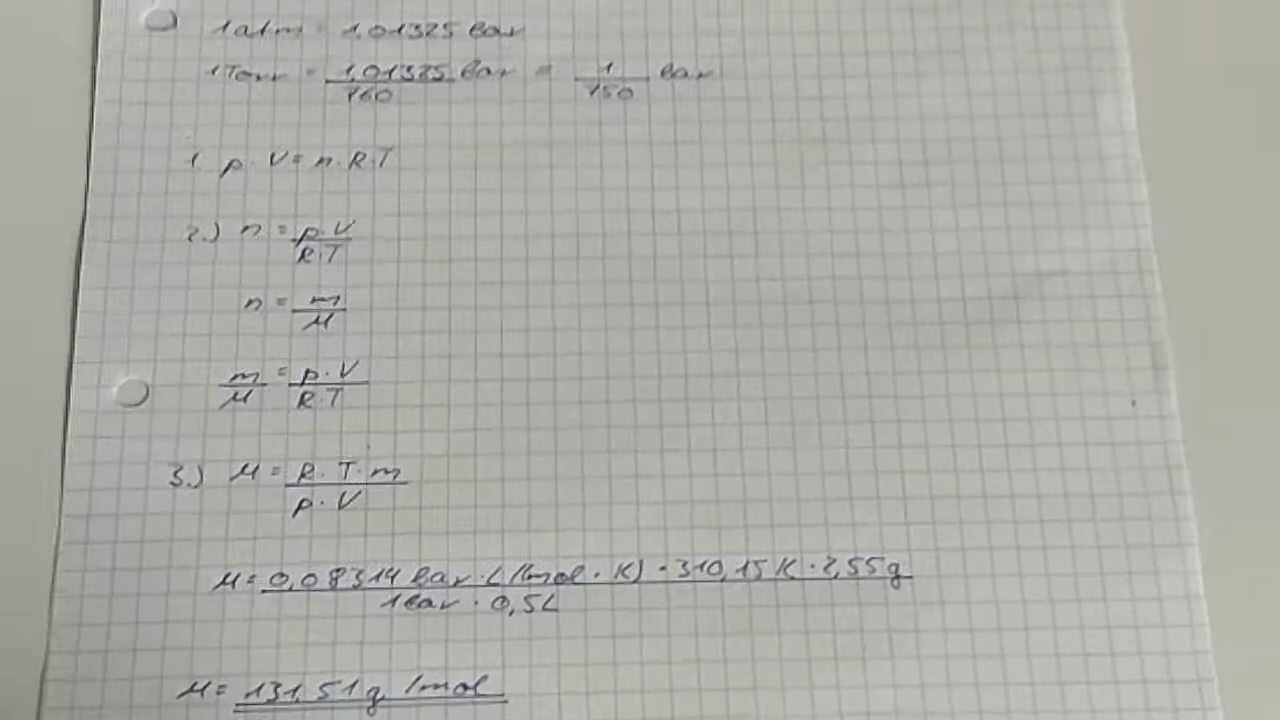 1 atm = 1,01325 bar
1 Torr = 1,01325/760 bar = 1/750 bar
1. p · V = n · R · T
2.) n = p · V / R · T
n = m / M
m / M = p · V / R · T
3.) M = R · T · m / p · V
M = 0,08314 bar · L/(mol · K) · 310,15 K · 2,55 g / 1 bar · 0,5 L
M = 131,51 g/mol